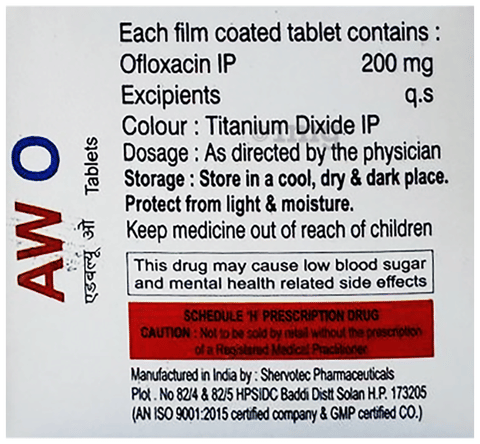 Each film coated tablet contains :
Ofloxacin IP 200 mg
Excipients q.s
Colour : Titanium Dixide IP
Dosage : As directed by the physician
Storage : Store in a cool, dry & dark place.
Protect from light & moisture.
Keep medicine out of reach of children
This drug may cause low blood sugar
and mental health related side effects
SCHEDULE 'H' PRESCRIPTION DRUG
CAUTION : Not to be sold by retail without the prescription
of a Registered Medical Practitioner
Manufactured in India by : Shervotec Pharmaceuticals
Plot . No 82/4 & 82/5 HPSIDC Baddi Distt Solan H.P. 173205
(AN ISO 9001:2015 certified company & GMP certified CO.)
AW O
एडबल्यूं ओ Tablets